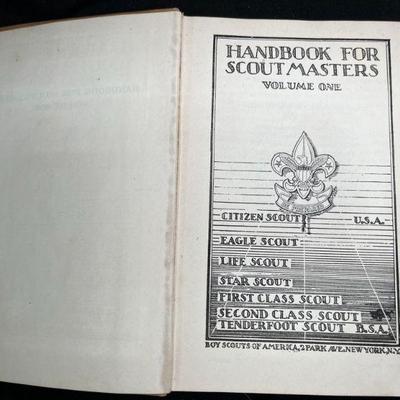 HANDBOOK FOR
SCOUTMASTERS
VOLUME ONE
CITIZEN SCOUT U.S.A.
EAGLE SCOUT
LIFE SCOUT
STAR SCOUT
FIRST CLASS SCOUT
SECOND CLASS SCOUT
TENDERFOOT SCOUT B.S.A.
BOY SCOUTS OF AMERICA, 2 PARK AVE. NEW YORK, N.Y.